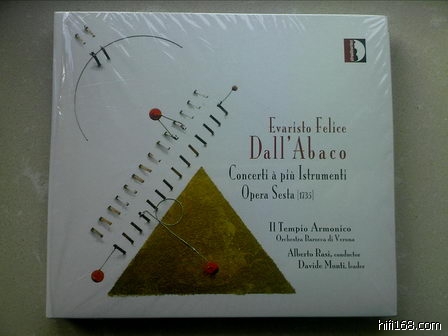 Evaristo Felice
Dall'Abaco
Concerti à più Istrumenti
Opera Sesta [1735]
Il Tempio Armonico
Orchestra Barocca di Verona
Alberto Rasi, conductor
Davide Monti, leader
hifi168.com